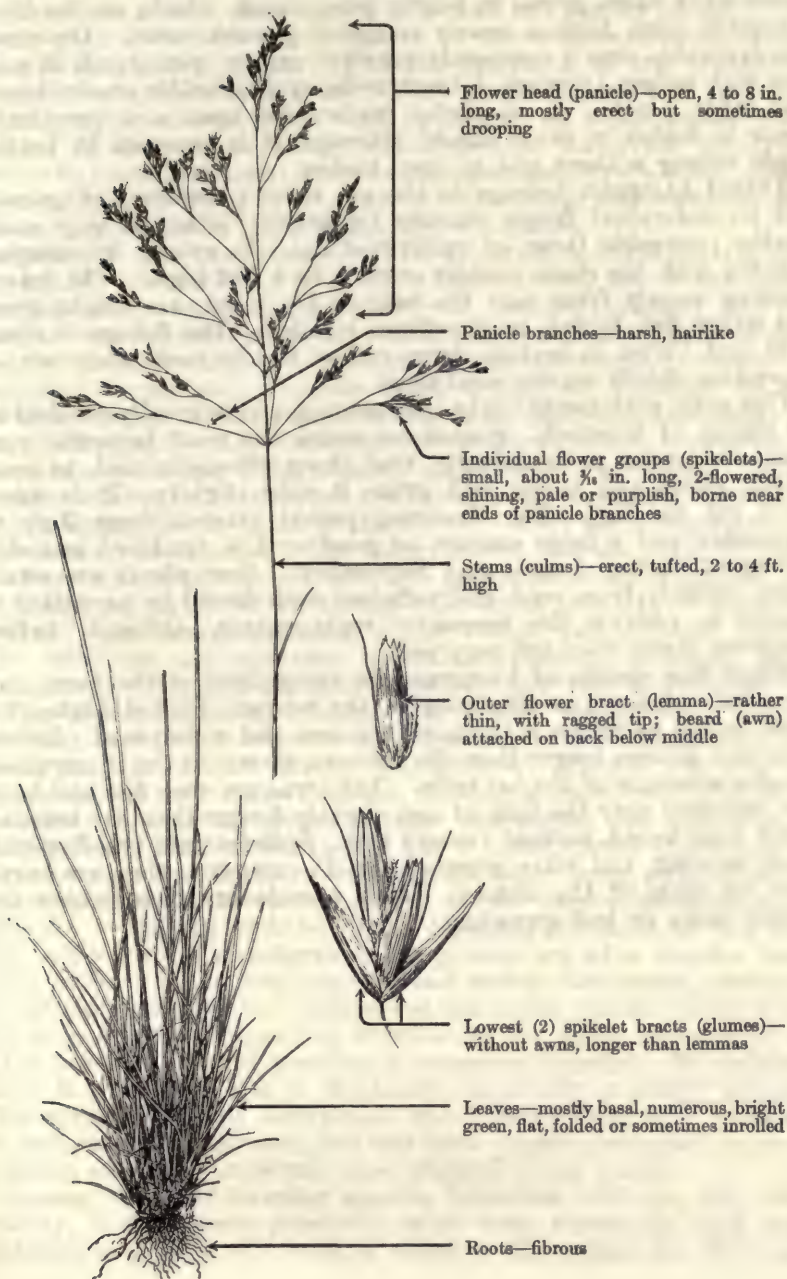 Flower head (panicle)—open, 4 to 8 in.
long, mostly erect but sometimes
drooping
Panicle branches—harsh, hairlike
Individual flower groups (spikelets)—
small, about 3/16 in. long, 2-flowered,
shining, pale or purplish, borne near
ends of panicle branches
Stems (culms)—erect, tufted, 2 to 4 ft.
high
Outer flower bract (lemma)—rather
thin, with ragged tip; beard (awn)
attached on back below middle
Lowest (2) spikelet bracts (glumes)—
without awns, longer than lemmas
Leaves—mostly basal, numerous, bright
green, flat, folded or sometimes inrolled
Roots—fibrous